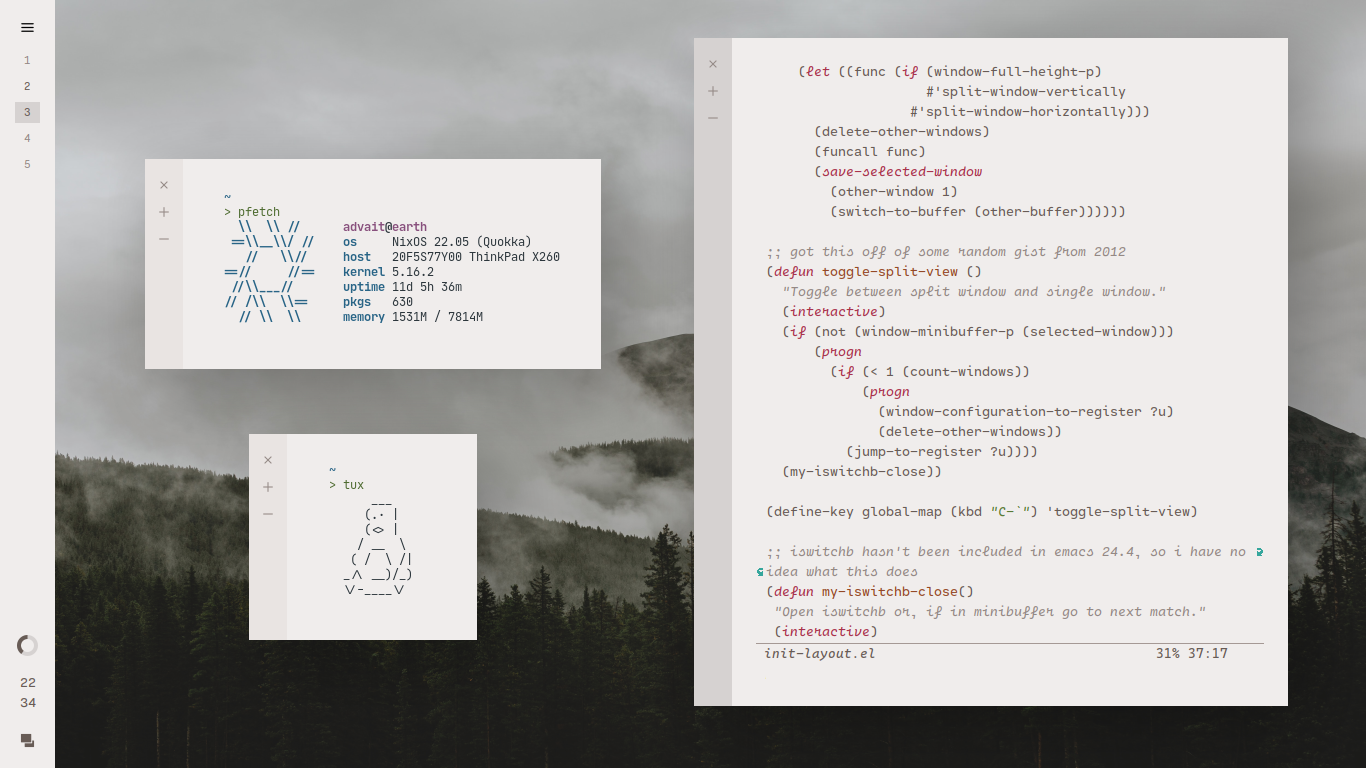 1
2
3
4
5
22
34
~
> pfetch
advait@earth
os NixOS 22.05 (Quokka)
host 20F5S77Y00 ThinkPad X260
kernel 5.16.2
uptime 11d 5h 36m
pkgs 630
memory 1531M / 7814M
~
> tux
(let ((func (if (window-full-height-p)
#'split-window-vertically
#'split-window-horizontally)))
(delete-other-windows)
(funcall func)
(save-selected-window
(other-window 1)
(switch-to-buffer (other-buffer))))))
;; got this off of some random gist from 2012
(defun toggle-split-view ()
"Toggle between split window and single window."
(interactive)
(if (not (window-minibuffer-p (selected-window)))
(progn
(if (< 1 (count-windows))
(progn
(window-configuration-to-register ?u)
(delete-other-windows))
(jump-to-register ?u))))
(my-iswitchb-close))
(define-key global-map (kbd "C-`") 'toggle-split-view)
;; iswitchb hasn't been included in emacs 24.4, so i have no
idea what this does
(defun my-iswitchb-close()
"Open iswitchb or, if in minibuffer go to next match."
(interactive)
init-layout.el 31% 37:17